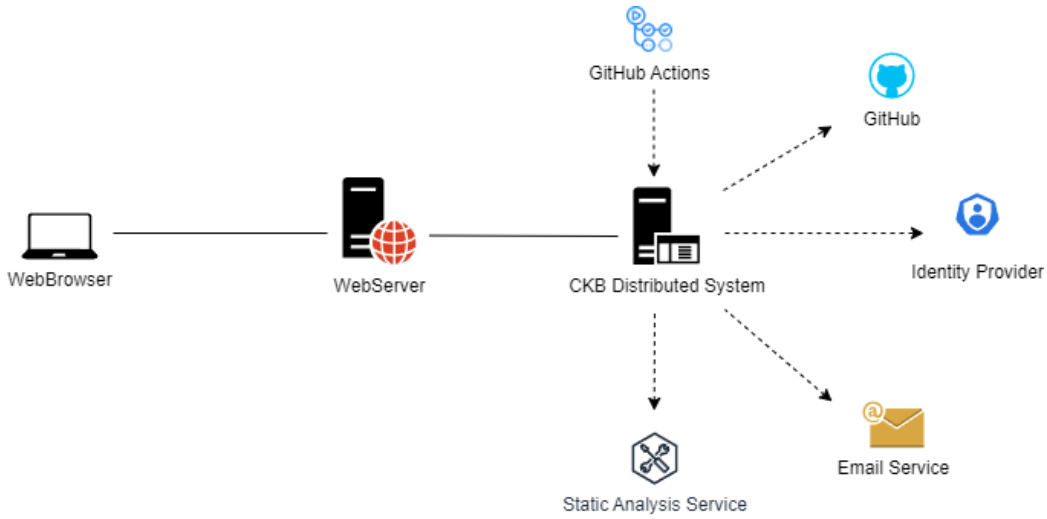 GitHub Actions
GitHub
WebBrowser
WebServer
CKB Distributed System
Identity Provider
Static Analysis Service
@
Email Service